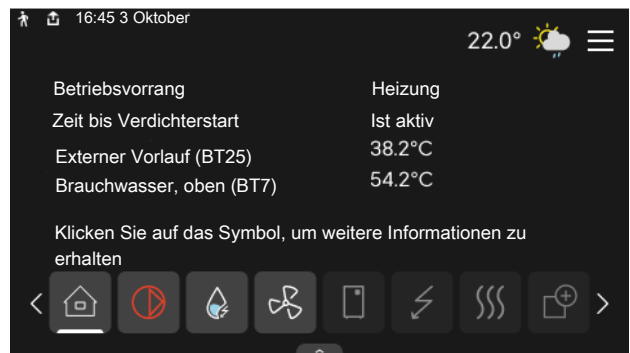 16:45 3 Oktober
22.0°
Betriebsvorrang Heizung
Zeit bis Verdichterstart Ist aktiv
Externer Vorlauf (BT25) 38.2°C
Brauchwasser, oben (BT7) 54.2°C
Klicken Sie auf das Symbol, um weitere Informationen zu
erhalten